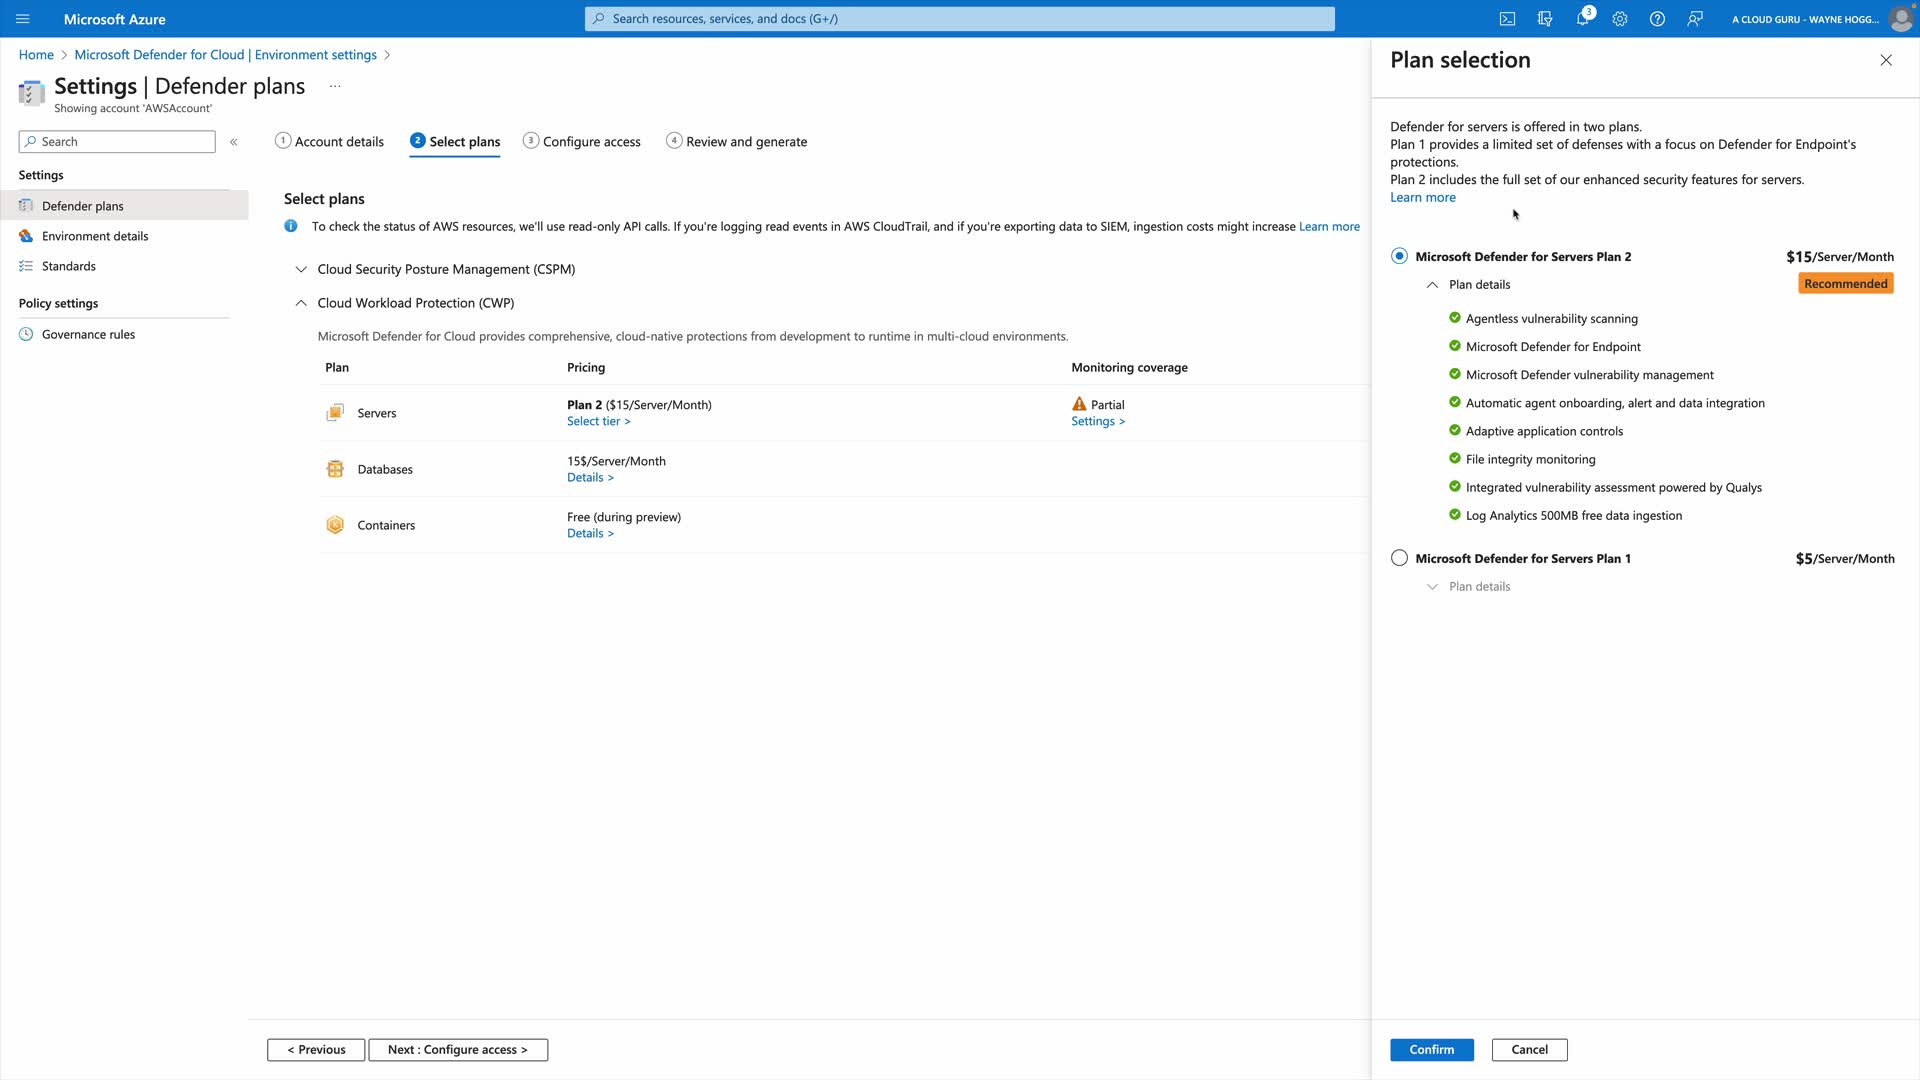 Microsoft Azure
Search resources, services, and docs (G+/)
3
A CLOUD GURU - WAYNE HOGG...
Home > Microsoft Defender for Cloud | Environment settings >
Settings | Defender plans ...
Showing account 'AWSAccount'
Search
«
Settings
Defender plans
Environment details
Standards
Policy settings
Governance rules
1 Account details
2 Select plans
3 Configure access
4 Review and generate
Select plans
To check the status of AWS resources, we'll use read-only API calls. If you're logging read events in AWS CloudTrail, and if you're exporting data to SIEM, ingestion costs might increase Learn more
Cloud Security Posture Management (CSPM)
Cloud Workload Protection (CWP)
Microsoft Defender for Cloud provides comprehensive, cloud-native protections from development to runtime in multi-cloud environments.
Plan Pricing Monitoring coverage
Servers
Plan 2 ($15/Server/Month)
Select tier >
Partial
Settings >
Databases
15$/Server/Month
Details >
Containers
Free (during preview)
Details >
< Previous
Next : Configure access >
Plan selection
Defender for servers is offered in two plans.
Plan 1 provides a limited set of defenses with a focus on Defender for Endpoint's
protections.
Plan 2 includes the full set of our enhanced security features for servers.
Learn more
Microsoft Defender for Servers Plan 2 $15/Server/Month
Plan details Recommended
Agentless vulnerability scanning
Microsoft Defender for Endpoint
Microsoft Defender vulnerability management
Automatic agent onboarding, alert and data integration
Adaptive application controls
File integrity monitoring
Integrated vulnerability assessment powered by Qualys
Log Analytics 500MB free data ingestion
Microsoft Defender for Servers Plan 1 $5/Server/Month
Plan details
Confirm
Cancel